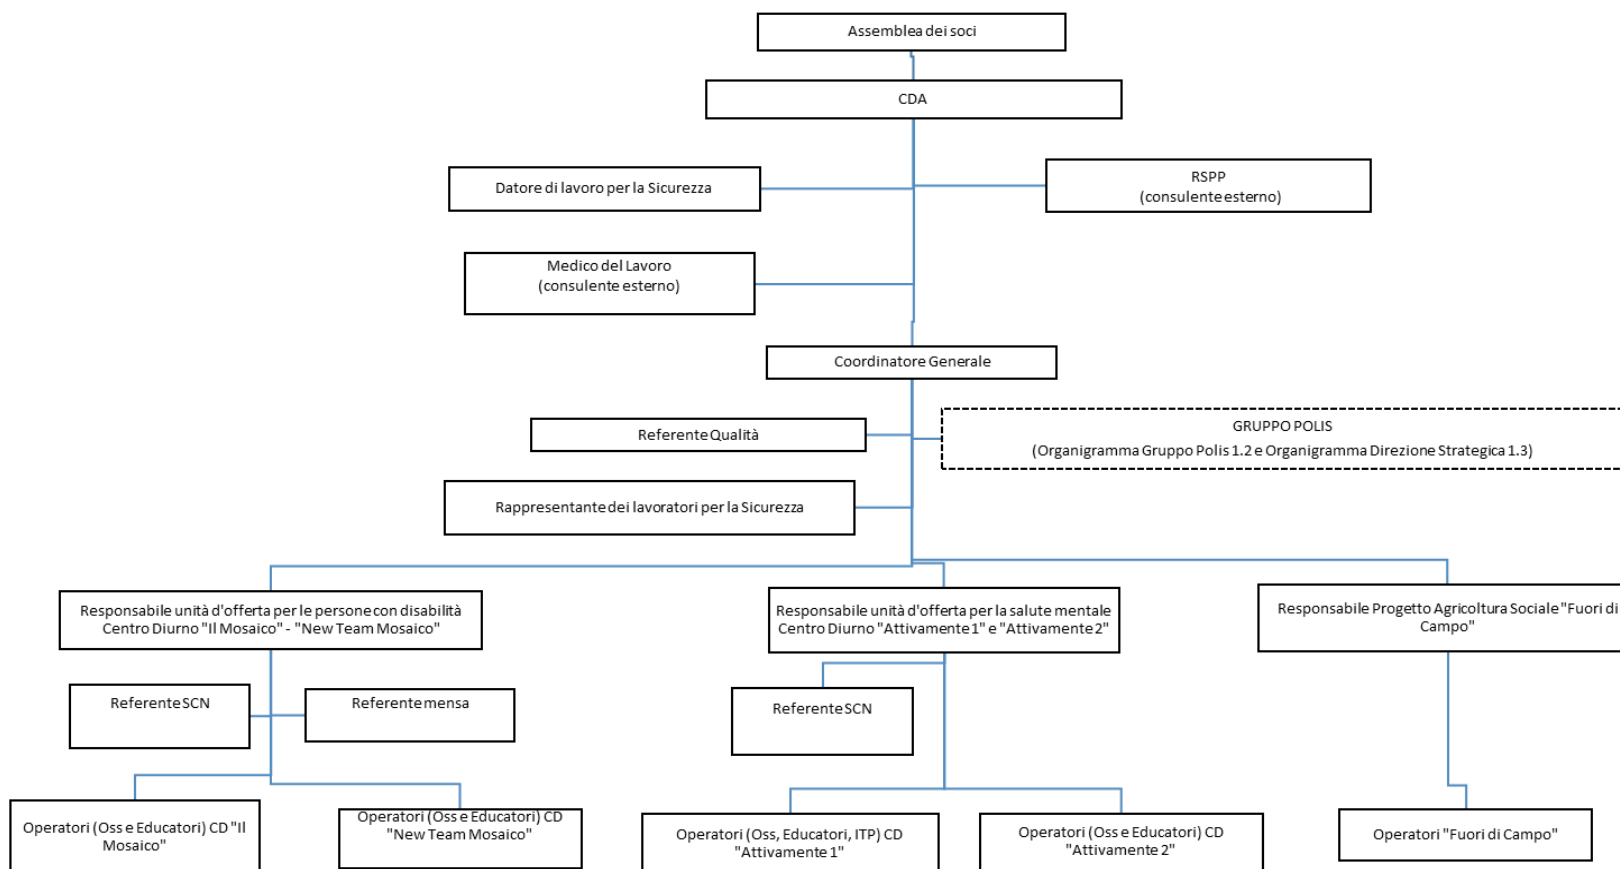 Assemblea dei soci
CDA
Datore di lavoro per la Sicurezza
RSPP
(consulente esterno)
Medico del Lavoro
(consulente esterno)
Coordinatore Generale
Referente Qualità
GRUPPO POLIS
(Organigramma Gruppo Polis 1.2 e Organigramma Direzione Strategica 1.3)
Rappresentante dei lavoratori per la Sicurezza
Responsabile unità d'offerta per le persone con disabilità
Centro Diurno "Il Mosaico" - "New Team Mosaico"
Responsabile unità d'offerta per la salute mentale
Centro Diurno "Attivamente 1" e "Attivamente 2"
Responsabile Progetto Agricoltura Sociale "Fuori di
Campo"
Referente SCN
Referente mensa
Referente SCN
Operatori (Oss e Educatori) CD "Il
Mosaico"
Operatori (Oss e Educatori) CD
"New Team Mosaico"
Operatori (Oss, Educatori, ITP) CD
"Attivamente 1"
Operatori (Oss e Educatori) CD
"Attivamente 2"
Operatori "Fuori di Campo"